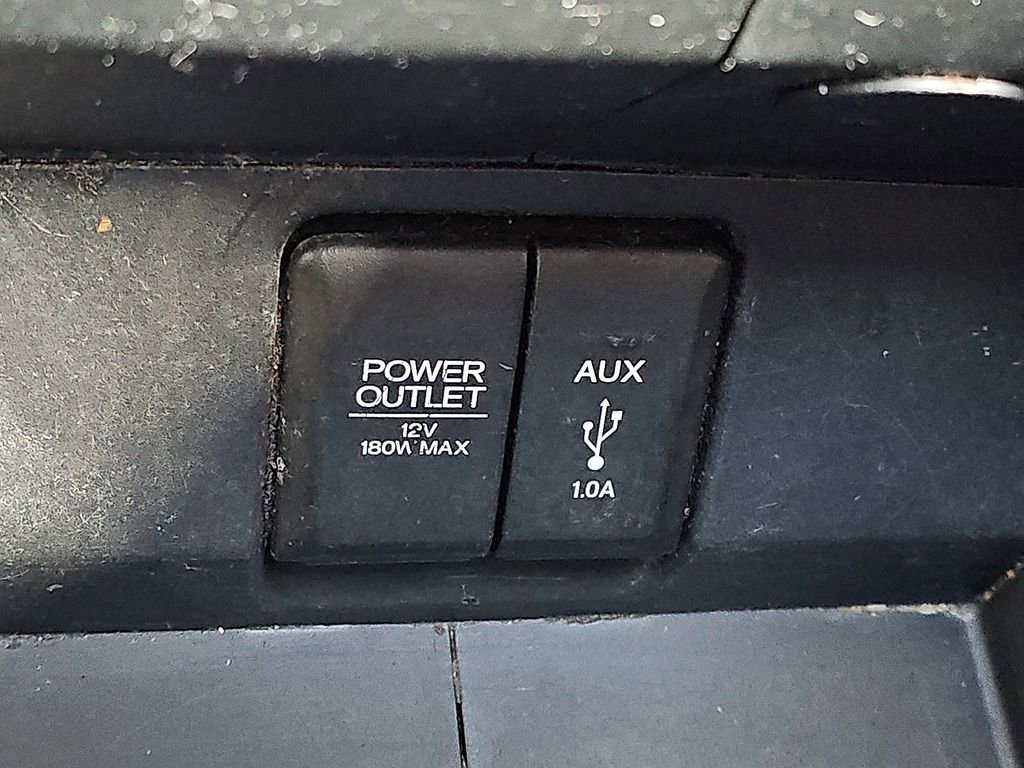 POWER
OUTLET
12V
180W MAX
AUX
1.0A